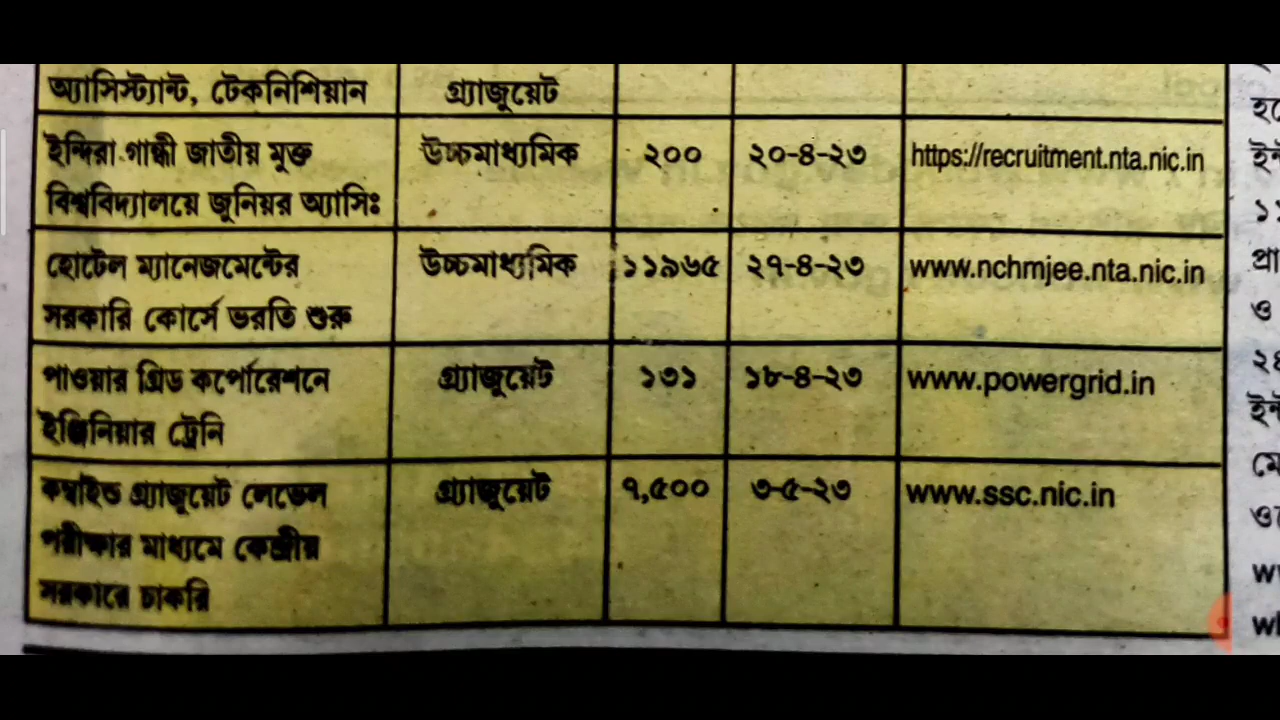 অ্যাসিস্ট্যান্ট, টেকনিশিয়ান গ্র্যাজুয়েট
ইন্দিরা গান্ধী জাতীয় মুক্ত উচ্চমাধ্যমিক ২০০ ২০-৪-২৩ https://recruitment.nta.nic.in
বিশ্ববিদ্যালয়ে জুনিয়র অ্যাসিঃ
হোটেল ম্যানেজমেন্টের উচ্চমাধ্যমিক ১১৯৬৫ ২৭-৪-২৩ www.nchmjee.nta.nic.in
সরকারি কোর্সে ভরতি শুরু
পাওয়ার গ্রিড কর্পোরেশনে গ্র্যাজুয়েট ১৩১ ১৮-৪-২৩ www.powergrid.in
ইঞ্জিনিয়ার ট্রেনি
কম্বাইন্ড গ্র্যাজুয়েট লেভেল গ্র্যাজুয়েট ৭,৫০০ ৩-৫-২৩ www.ssc.nic.in
পরীক্ষার মাধ্যমে কেন্দ্রীয়
সরকারে চাকরি